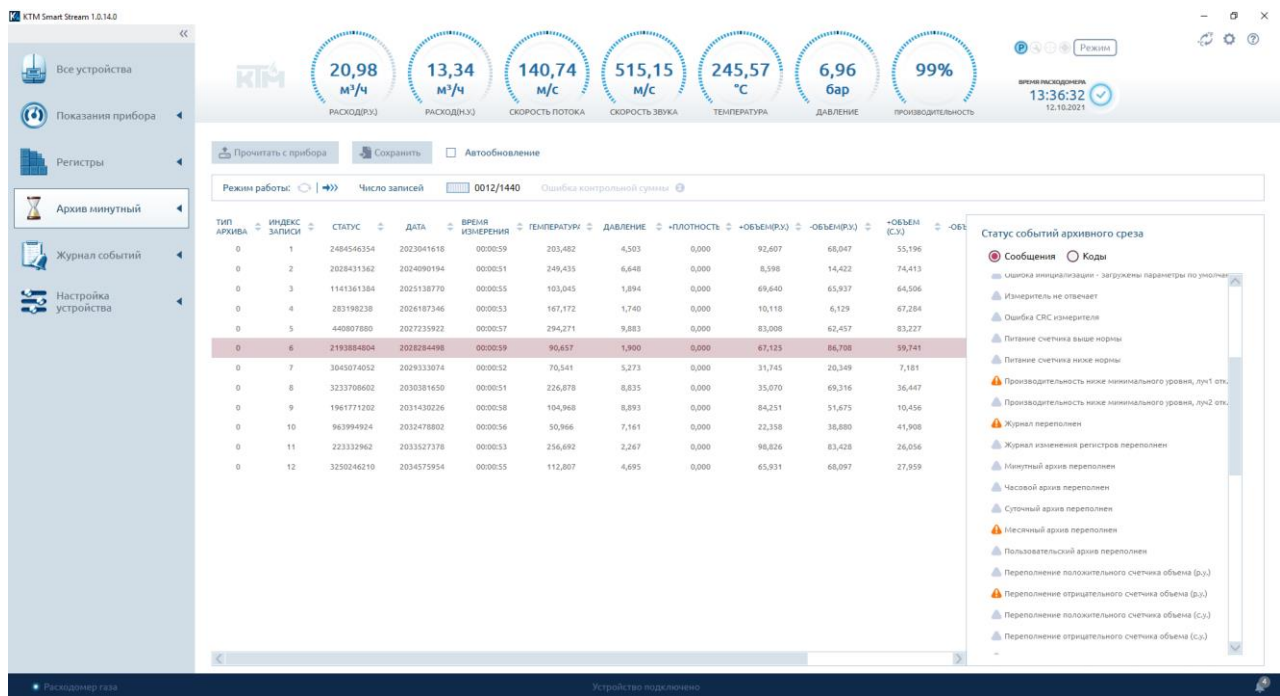 KTM Smart Stream 1.0.14.0
Все устройства
Показания прибора
Регистры
Архив минутный
Журнал событий
Настройка
устройства
KTM
20,98
м³/ч
РАСХОД(Р.У.)
13,34
м³/ч
РАСХОД(Н.У.)
140,74
м/с
СКОРОСТЬ ПОТОКА
515,15
м/с
СКОРОСТЬ ЗВУКА
245,57
°C
ТЕМПЕРАТУРА
6,96
бар
ДАВЛЕНИЕ
99%
ПРОИЗВОДИТЕЛЬНОСТЬ
P Режим
ВРЕМЯ РАСХОДОМЕРА
13:36:32
12.10.2021
Прочитать с прибора Сохранить Автообновление
Режим работы: Число записей 0012/1440 Ошибка контрольной суммы 0
ТИП АРХИВА ИНДЕКС ЗАПИСИ СТАТУС ДАТА ВРЕМЯ ИЗМЕРЕНИЯ ТЕМПЕРАТУР ДАВЛЕНИЕ +ПЛОТНОСТЬ +ОБЪЕМ(Р.У.) -ОБЪЕМ(Р.У.) +ОБЪЕМ (С.У.) -ОБЪ
0 1 2484546354 2023041618 00:00:59 203,482 4,503 0,000 92,607 68,047 55,196
0 2 2028431362 2024090194 00:00:51 249,435 6,648 0,000 8,598 14,422 74,413
0 3 1141361384 2025138770 00:00:55 103,045 1,894 0,000 69,640 65,937 64,506
0 4 283198238 2026187346 00:00:53 167,172 1,740 0,000 10,118 6,129 67,284
0 5 440807880 2027235922 00:00:57 294,271 9,883 0,000 83,008 62,457 83,227
0 6 2193884804 2028284498 00:00:59 90,657 1,900 0,000 67,125 86,708 59,741
0 7 3045074052 2029333074 00:00:52 70,541 5,273 0,000 31,745 20,349 7,181
0 8 3233708602 2030381650 00:00:51 226,878 8,835 0,000 35,070 69,316 36,447
0 9 1961771202 2031430226 00:00:58 104,968 8,893 0,000 84,251 51,675 10,456
0 10 963994924 2032478802 00:00:56 50,966 7,161 0,000 22,358 38,880 41,908
0 11 223332962 2033527378 00:00:53 256,692 2,267 0,000 98,826 83,428 26,056
0 12 3250246210 2034575954 00:00:55 112,807 4,695 0,000 65,931 68,097 27,959
Статус событий архивного среза
Сообщения Коды
Ошибка инициализации - загружены параметры по умолчан
Измеритель не отвечает
Ошибка CRC измерителя
Питание счетчика выше нормы
Питание счетчика ниже нормы
Производительность ниже минимального уровня, луч1 отк.
Производительность ниже минимального уровня, луч2 отк.
Журнал переполнен
Журнал изменения регистров переполнен
Минутный архив переполнен
Часовой архив переполнен
Суточный архив переполнен
Месячный архив переполнен
Пользовательский архив переполнен
Переполнение положительного счетчика объема (р.у.)
Переполнение отрицательного счетчика объема (р.у.)
Переполнение положительного счетчика объема (с.у.)
Переполнение отрицательного счетчика объема (с.у.)
Расходомер газа
Устройство подключено
4